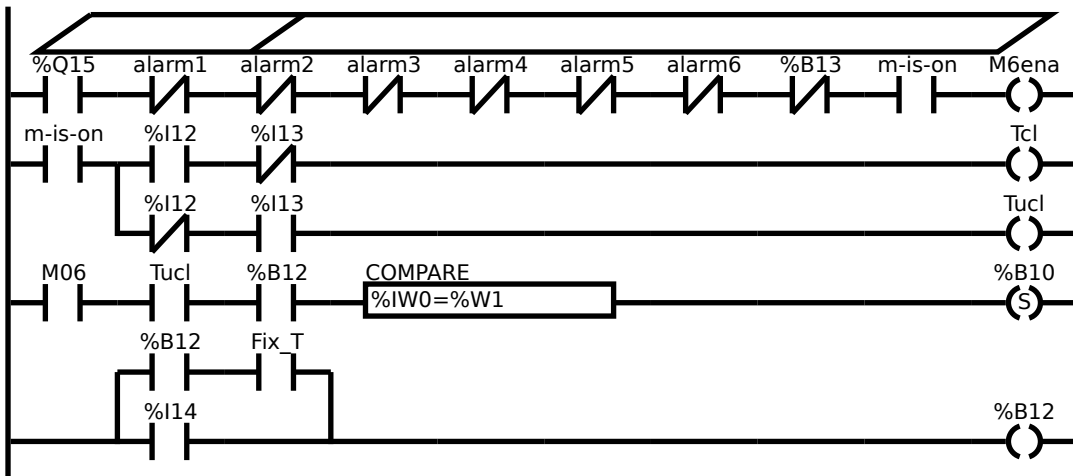 %Q15 alarm1 alarm2 alarm3 alarm4 alarm5 alarm6 %B13 m-is-on M6ena
m-is-on %I12 %I13 Tcl
%I12 %I13 Tucl
M06 Tucl %B12 COMPARE %B10
%IW0=%W1 S
%B12 Fix_T
%I14 %B12